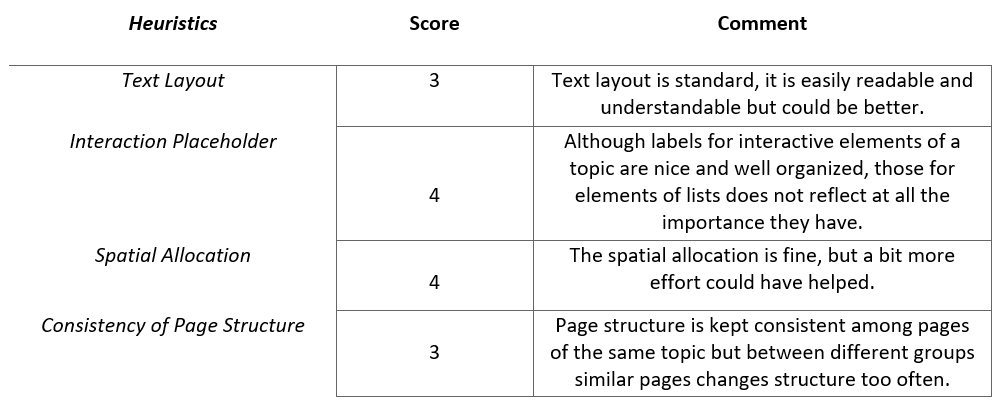 Heuristics Score Comment
Text Layout 3 Text layout is standard, it is easily readable and
understandable but could be better.
Interaction Placeholder 4 Although labels for interactive elements of a
topic are nice and well organized, those for
elements of lists does not reflect at all the
importance they have.
Spatial Allocation 4 The spatial allocation is fine, but a bit more
effort could have helped.
Consistency of Page Structure 3 Page structure is kept consistent among pages
of the same topic but between different groups
similar pages changes structure too often.